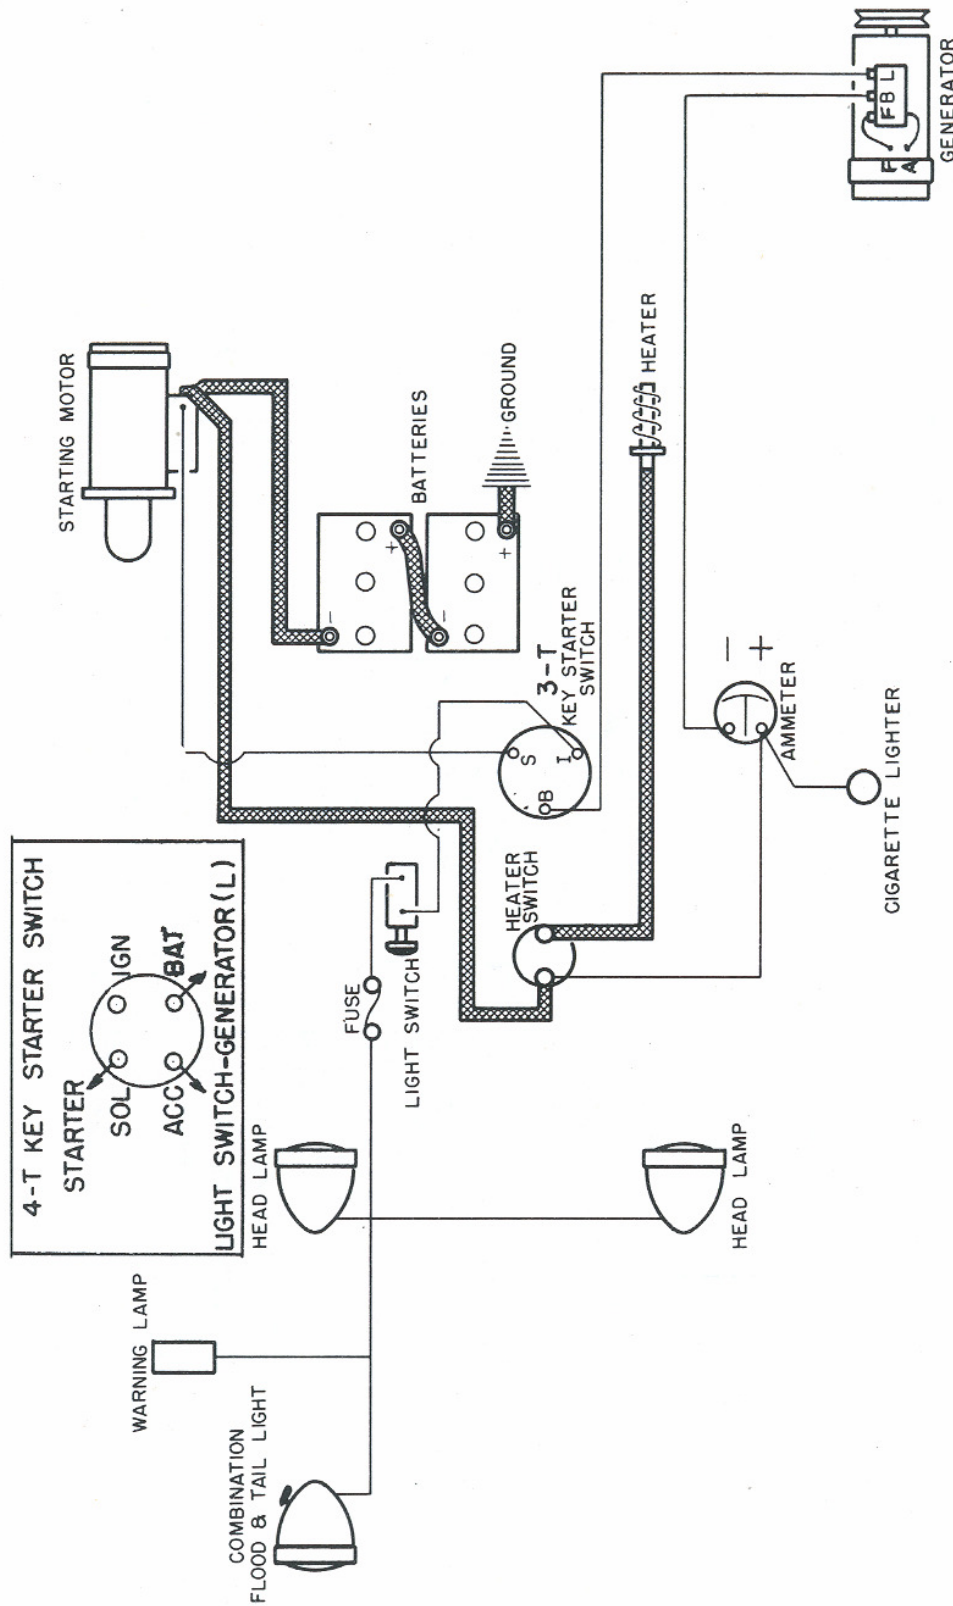 4-T KEY STARTER SWITCH
STARTER
SOL
IGN
ACC
BAT
LIGHT SWITCH-GENERATOR (L)
WARNING LAMP
COMBINATION
FLOOD & TAIL LIGHT
HEAD LAMP
HEAD LAMP
FUSE
LIGHT SWITCH
HEATER
SWITCH
STARTING MOTOR
BATTERIES
-
+
-
+
GROUND
3-T
KEY STARTER
SWITCH
S
B
I
HEATER
-
+
AMMETER
CIGARETTE LIGHTER
F B L
F
A
GENERATOR